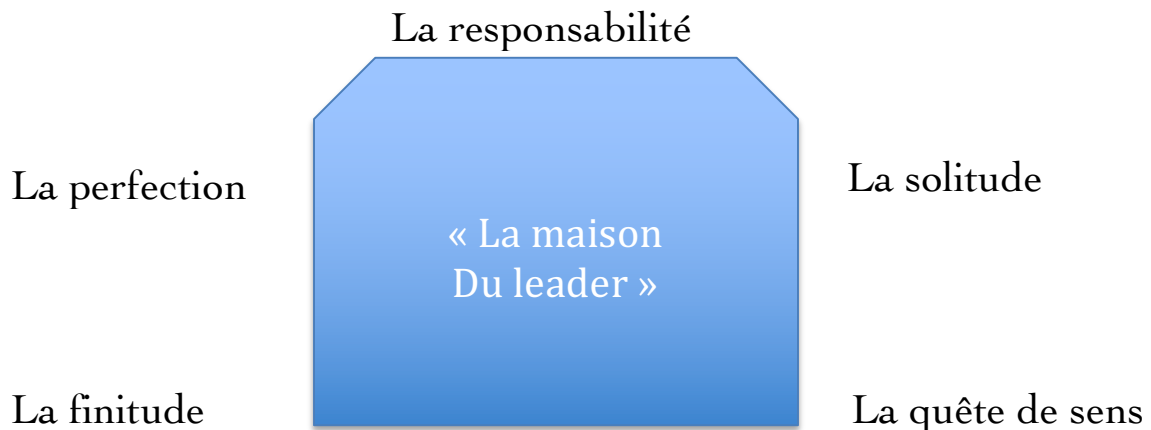 La responsabilité
La perfection
La solitude
« La maison
Du leader »
La finitude
La quête de sens